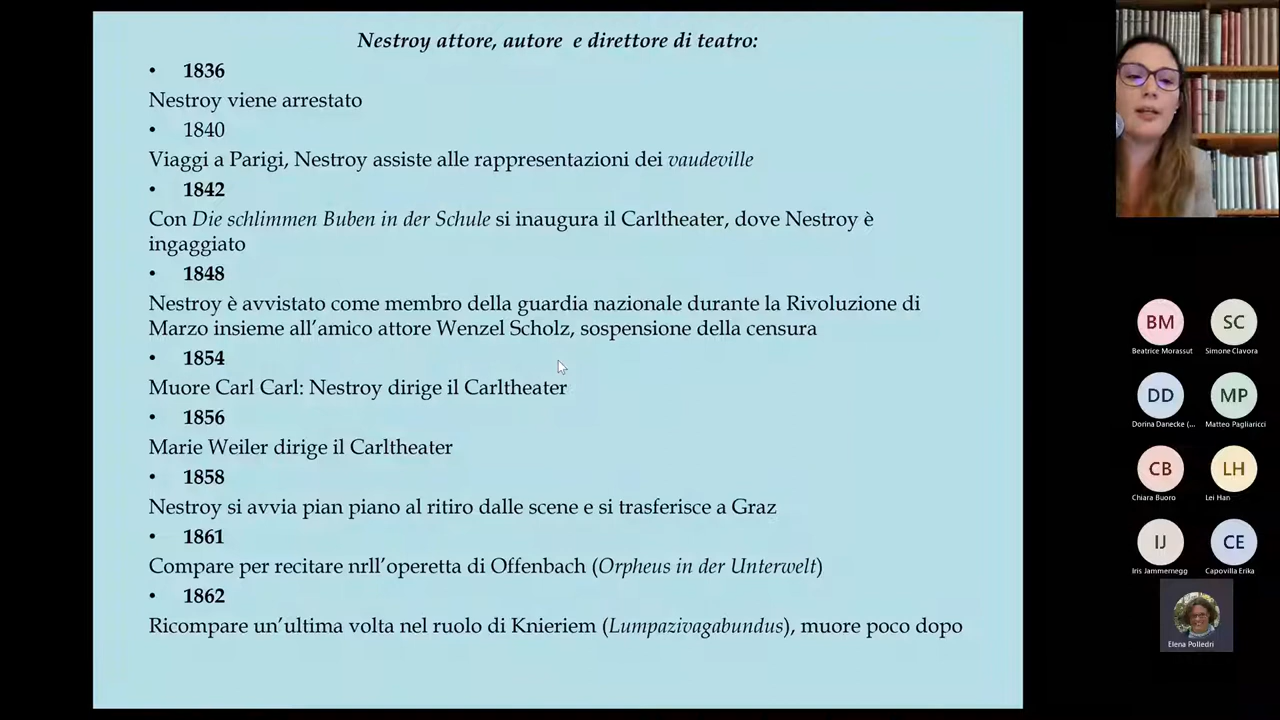 Nestroy attore, autore e direttore di teatro:
• 1836
Nestroy viene arrestato
• 1840
Viaggi a Parigi, Nestroy assiste alle rappresentazioni dei vaudeville
• 1842
Con Die schlimmen Buben in der Schule si inaugura il Carltheater, dove Nestroy è
ingaggiato
• 1848
Nestroy è avvistato come membro della guardia nazionale durante la Rivoluzione di
Marzo insieme all'amico attore Wenzel Scholz, sospensione della censura
• 1854
Muore Carl Carl: Nestroy dirige il Carltheater
• 1856
Marie Weiler dirige il Carltheater
• 1858
Nestroy si avvia pian piano al ritiro dalle scene e si trasferisce a Graz
• 1861
Compare per recitare nrll'operetta di Offenbach (Orpheus in der Unterwelt)
• 1862
Ricompare un'ultima volta nel ruolo di Knieriem (Lumpazivagabundus), muore poco dopo
BM SC
Beatrice Morassut Simone Clavora
DD MP
Dorina Danecke (... Matteo Pagliaricci
CB LH
Chiara Buoro Lei Han
IJ CE
Iris Jammernegg Capovilla Erika
Elena Polledri